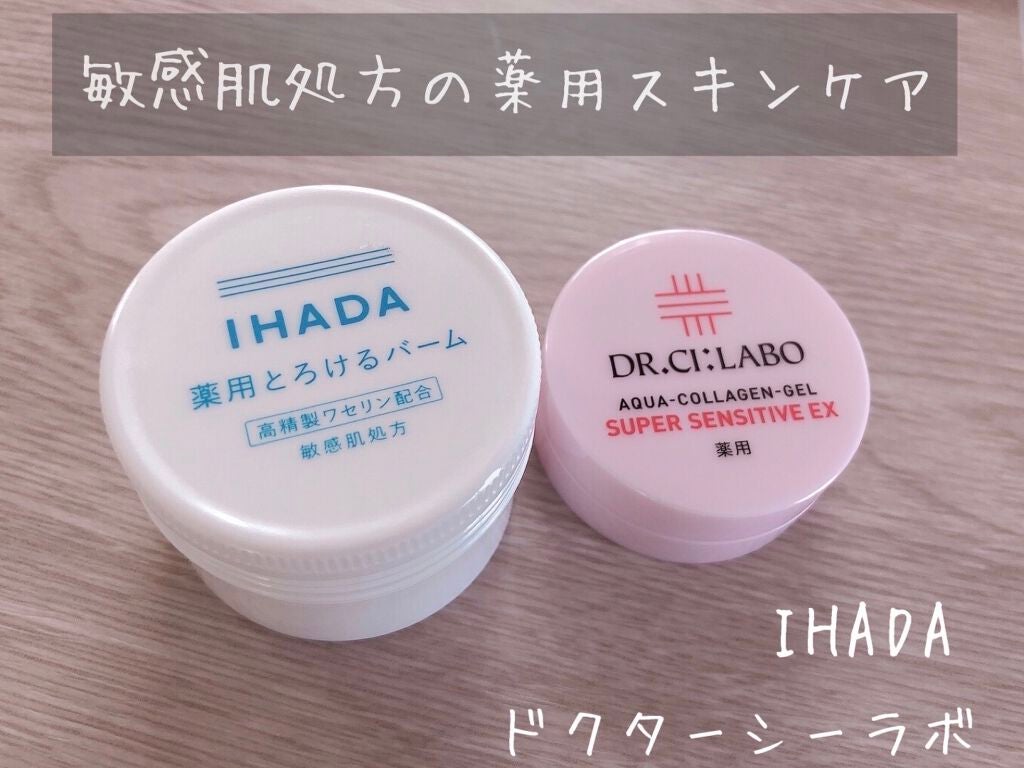 敏感肌処方の薬用スキンケア
IHADA
薬用とろけるバーム
高精製ワセリン配合
敏感肌処方
DR.CI:LABO
AQUA-COLLAGEN-GEL
SUPER SENSITIVE EX
薬用
IHADA
ドクターシーラボ